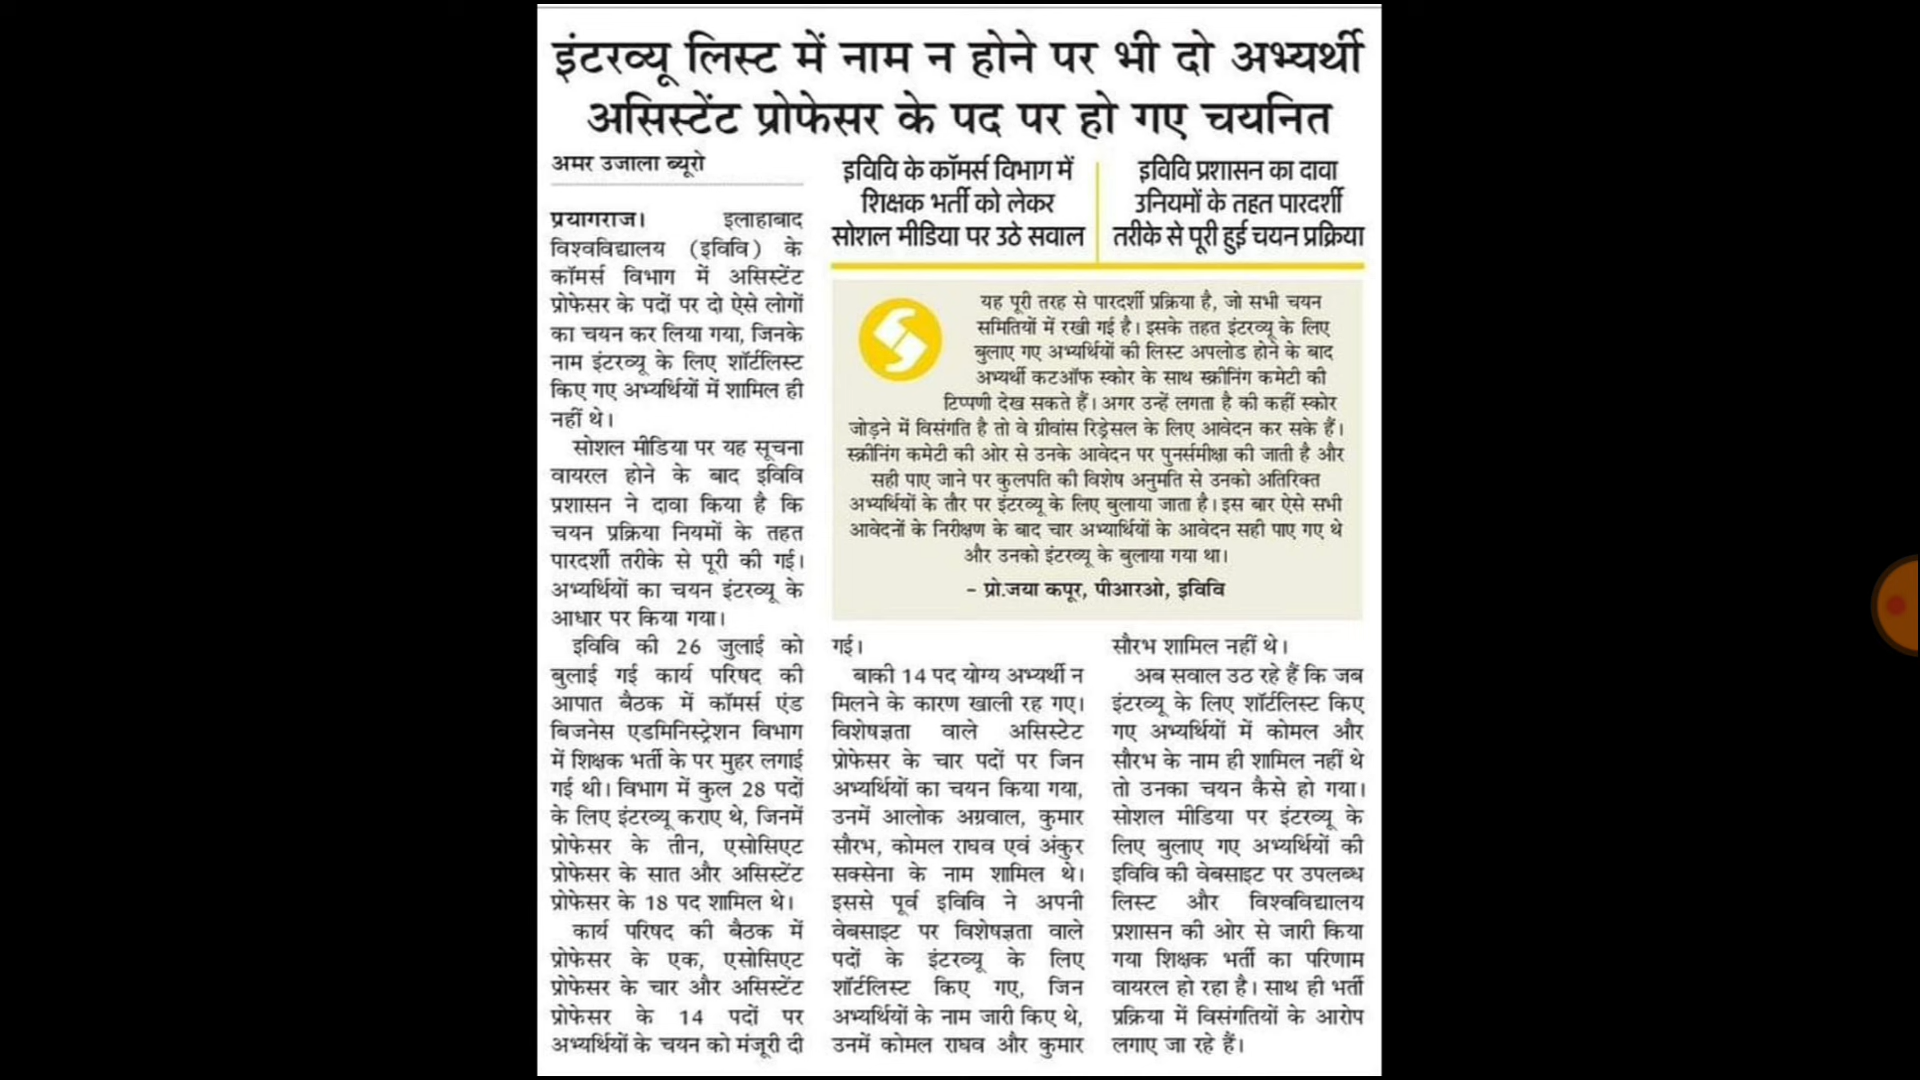 इंटरव्यू लिस्ट में नाम न होने पर भी दो अभ्यर्थी
असिस्टेंट प्रोफेसर के पद पर हो गए चयनित
अमर उजाला ब्यूरो
प्रयागराज। इलाहाबाद
विश्वविद्यालय (इविवि) के
कॉमर्स विभाग में असिस्टेंट
प्रोफेसर के पदों पर दो ऐसे लोगों
का चयन कर लिया गया, जिनके
नाम इंटरव्यू के लिए शॉर्टलिस्ट
किए गए अभ्यर्थियों में शामिल ही
नहीं थे।
सोशल मीडिया पर यह सूचना
वायरल होने के बाद इविवि
प्रशासन ने दावा किया है कि
चयन प्रक्रिया नियमों के तहत
पारदर्शी तरीके से पूरी की गई।
अभ्यर्थियों का चयन इंटरव्यू के
आधार पर किया गया।
इविवि की 26 जुलाई को
बुलाई गई कार्य परिषद की
आपात बैठक में कॉमर्स एंड
बिजनेस एडमिनिस्ट्रेशन विभाग
में शिक्षक भर्ती के पर मुहर लगाई
गई थी। विभाग में कुल 28 पदों
के लिए इंटरव्यू कराए थे, जिनमें
प्रोफेसर के तीन, एसोसिएट
प्रोफेसर के सात और असिस्टेंट
प्रोफेसर के 18 पद शामिल थे।
कार्य परिषद की बैठक में
प्रोफेसर के एक, एसोसिएट
प्रोफेसर के चार और असिस्टेंट
प्रोफेसर के 14 पदों पर
अभ्यर्थियों के चयन को मंजूरी दी
इविवि के कॉमर्स विभाग में
शिक्षक भर्ती को लेकर
सोशल मीडिया पर उठे सवाल
इविवि प्रशासन का दावा
उनियमों के तहत पारदर्शी
तरीके से पूरी हुई चयन प्रक्रिया
यह पूरी तरह से पारदर्शी प्रक्रिया है, जो सभी चयन
समितियों में रखी गई है। इसके तहत इंटरव्यू के लिए
बुलाए गए अभ्यर्थियों की लिस्ट अपलोड होने के बाद
अभ्यर्थी कटऑफ स्कोर के साथ स्क्रीनिंग कमेटी की
टिप्पणी देख सकते हैं। अगर उन्हें लगता है की कहीं स्कोर
जोड़ने में विसंगति है तो वे ग्रीवांस रिड्रेसल के लिए आवेदन कर सके हैं।
स्क्रीनिंग कमेटी की ओर से उनके आवेदन पर पुनर्समीक्षा की जाती है और
सही पाए जाने पर कुलपति की विशेष अनुमति से उनको अतिरिक्त
अभ्यर्थियों के तौर पर इंटरव्यू के लिए बुलाया जाता है। इस बार ऐसे सभी
आवेदनों के निरीक्षण के बाद चार अभ्यार्थियों के आवेदन सही पाए गए थे
और उनको इंटरव्यू के बुलाया गया था।
- प्रो.जया कपूर, पीआरओ, इविवि
गई।
बाकी 14 पद योग्य अभ्यर्थी न
मिलने के कारण खाली रह गए।
विशेषज्ञता वाले असिस्टेट
प्रोफेसर के चार पदों पर जिन
अभ्यर्थियों का चयन किया गया,
उनमें आलोक अग्रवाल, कुमार
सौरभ, कोमल राघव एवं अंकुर
सक्सेना के नाम शामिल थे।
इससे पूर्व इविवि ने अपनी
वेबसाइट पर विशेषज्ञता वाले
पदों के इंटरव्यू के लिए
शॉर्टलिस्ट किए गए, जिन
अभ्यर्थियों के नाम जारी किए थे,
उनमें कोमल राघव और कुमार
सौरभ शामिल नहीं थे।
अब सवाल उठ रहे हैं कि जब
इंटरव्यू के लिए शॉर्टलिस्ट किए
गए अभ्यर्थियों में कोमल और
सौरभ के नाम ही शामिल नहीं थे
तो उनका चयन कैसे हो गया।
सोशल मीडिया पर इंटरव्यू के
लिए बुलाए गए अभ्यर्थियों की
इविवि की वेबसाइट पर उपलब्ध
लिस्ट और विश्वविद्यालय
प्रशासन की ओर से जारी किया
गया शिक्षक भर्ती का परिणाम
वायरल हो रहा है। साथ ही भर्ती
प्रक्रिया में विसंगतियों के आरोप
लगाए जा रहे हैं।